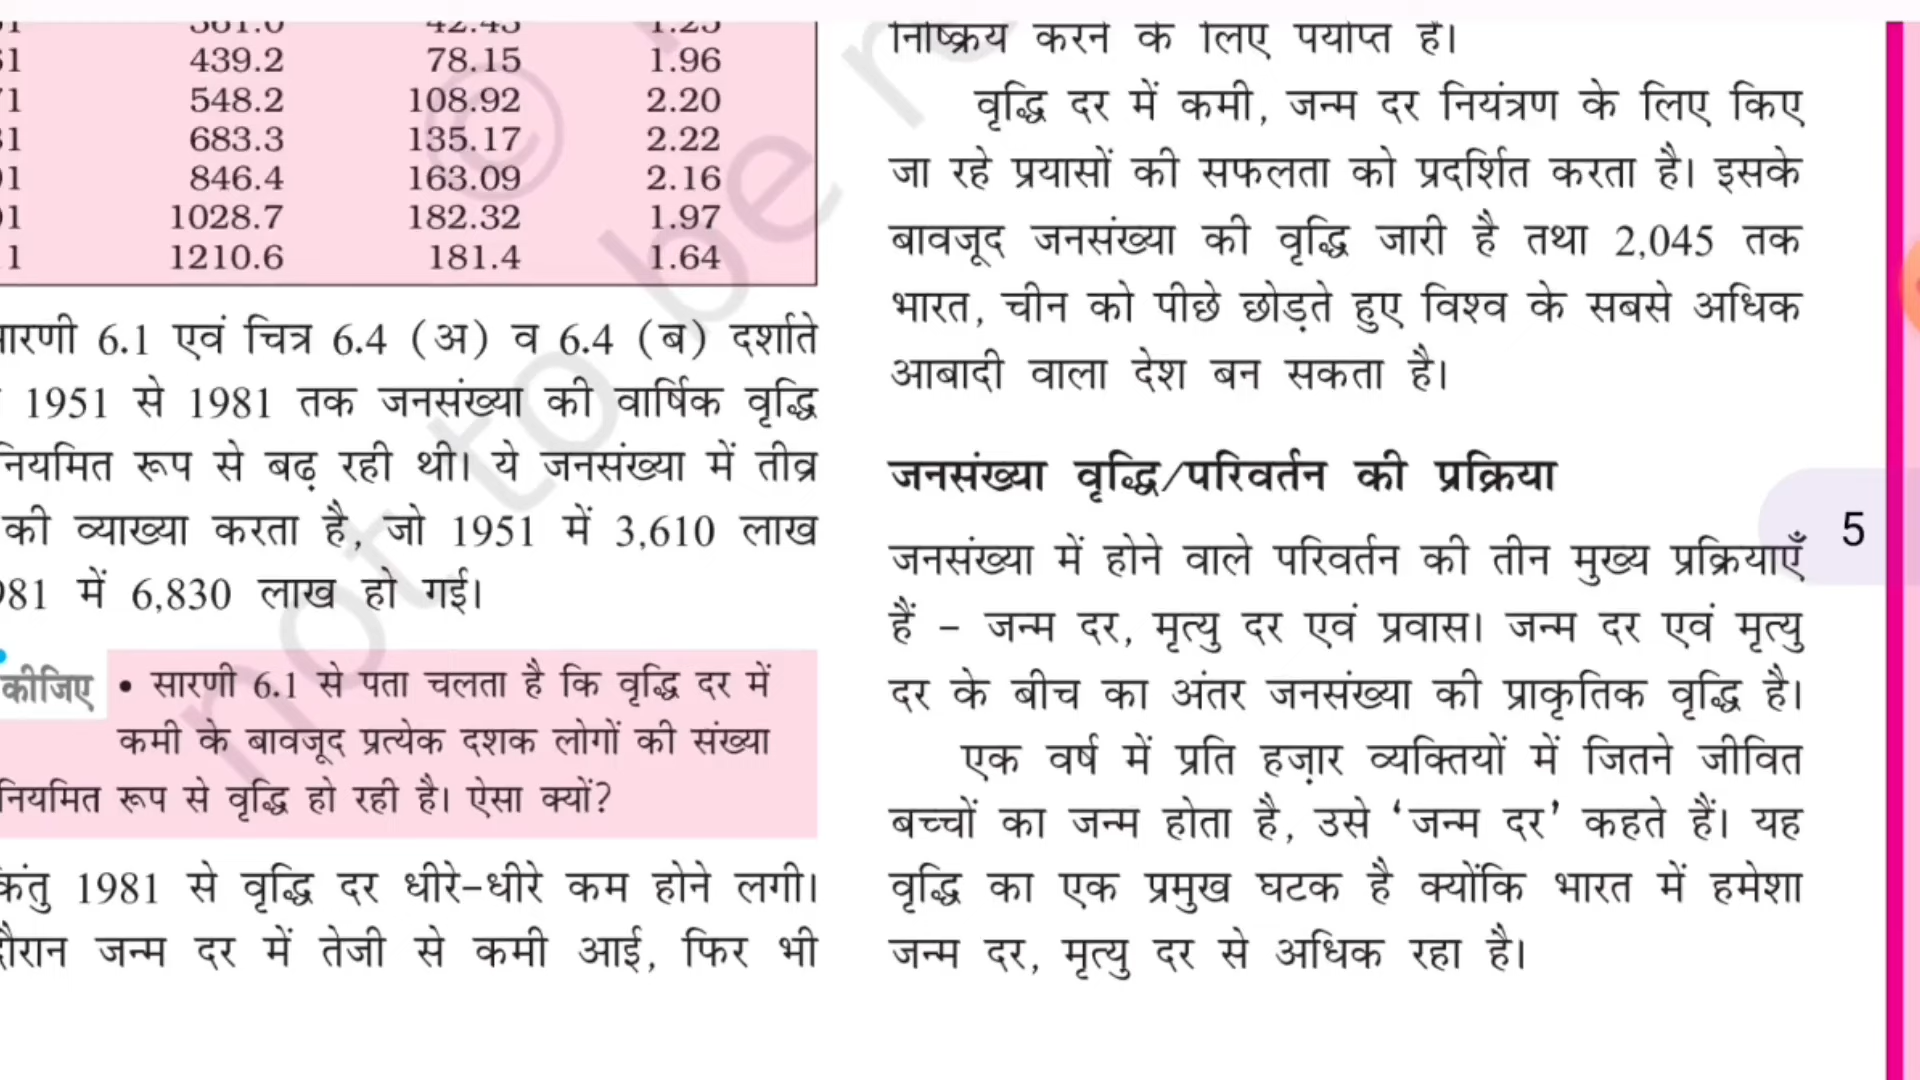 439.2 78.15 1.96
548.2 108.92 2.20
683.3 135.17 2.22
846.4 163.09 2.16
1028.7 182.32 1.97
1210.6 181.4 1.64
6.1 एवं चित्र 6.4 (अ) व 6.4 (ब) दर्शाते
1951 से 1981 तक जनसंख्या की वार्षिक वृद्धि
नियमित रूप से बढ़ रही थी। ये जनसंख्या में तीव्र
की व्याख्या करता है, जो 1951 में 3,610 लाख
में 6,830 लाख हो गई।
कीजिए • सारणी 6.1 से पता चलता है कि वृद्धि दर में
कमी के बावजूद प्रत्येक दशक लोगों की संख्या
नियमित रूप से वृद्धि हो रही है। ऐसा क्यों?
1981 से वृद्धि दर धीरे-धीरे कम होने लगी।
जन्म दर में तेजी से कमी आई, फिर भी
निष्क्रिय करने के लिए पर्याप्त है।
वृद्धि दर में कमी, जन्म दर नियंत्रण के लिए किए
जा रहे प्रयासों की सफलता को प्रदर्शित करता है। इसके
बावजूद जनसंख्या की वृद्धि जारी है तथा 2,045 तक
भारत, चीन को पीछे छोड़ते हुए विश्व के सबसे अधिक
आबादी वाला देश बन सकता है।
जनसंख्या वृद्धि/परिवर्तन की प्रक्रिया
जनसंख्या में होने वाले परिवर्तन की तीन मुख्य प्रक्रियाएँ
हैं – जन्म दर, मृत्यु दर एवं प्रवास। जन्म दर एवं मृत्यु
दर के बीच का अंतर जनसंख्या की प्राकृतिक वृद्धि है।
एक वर्ष में प्रति हज़ार व्यक्तियों में जितने जीवित
बच्चों का जन्म होता है, उसे ‘जन्म दर’ कहते हैं। यह
वृद्धि का एक प्रमुख घटक है क्योंकि भारत में हमेशा
जन्म दर, मृत्यु दर से अधिक रहा है।
5
© not to be